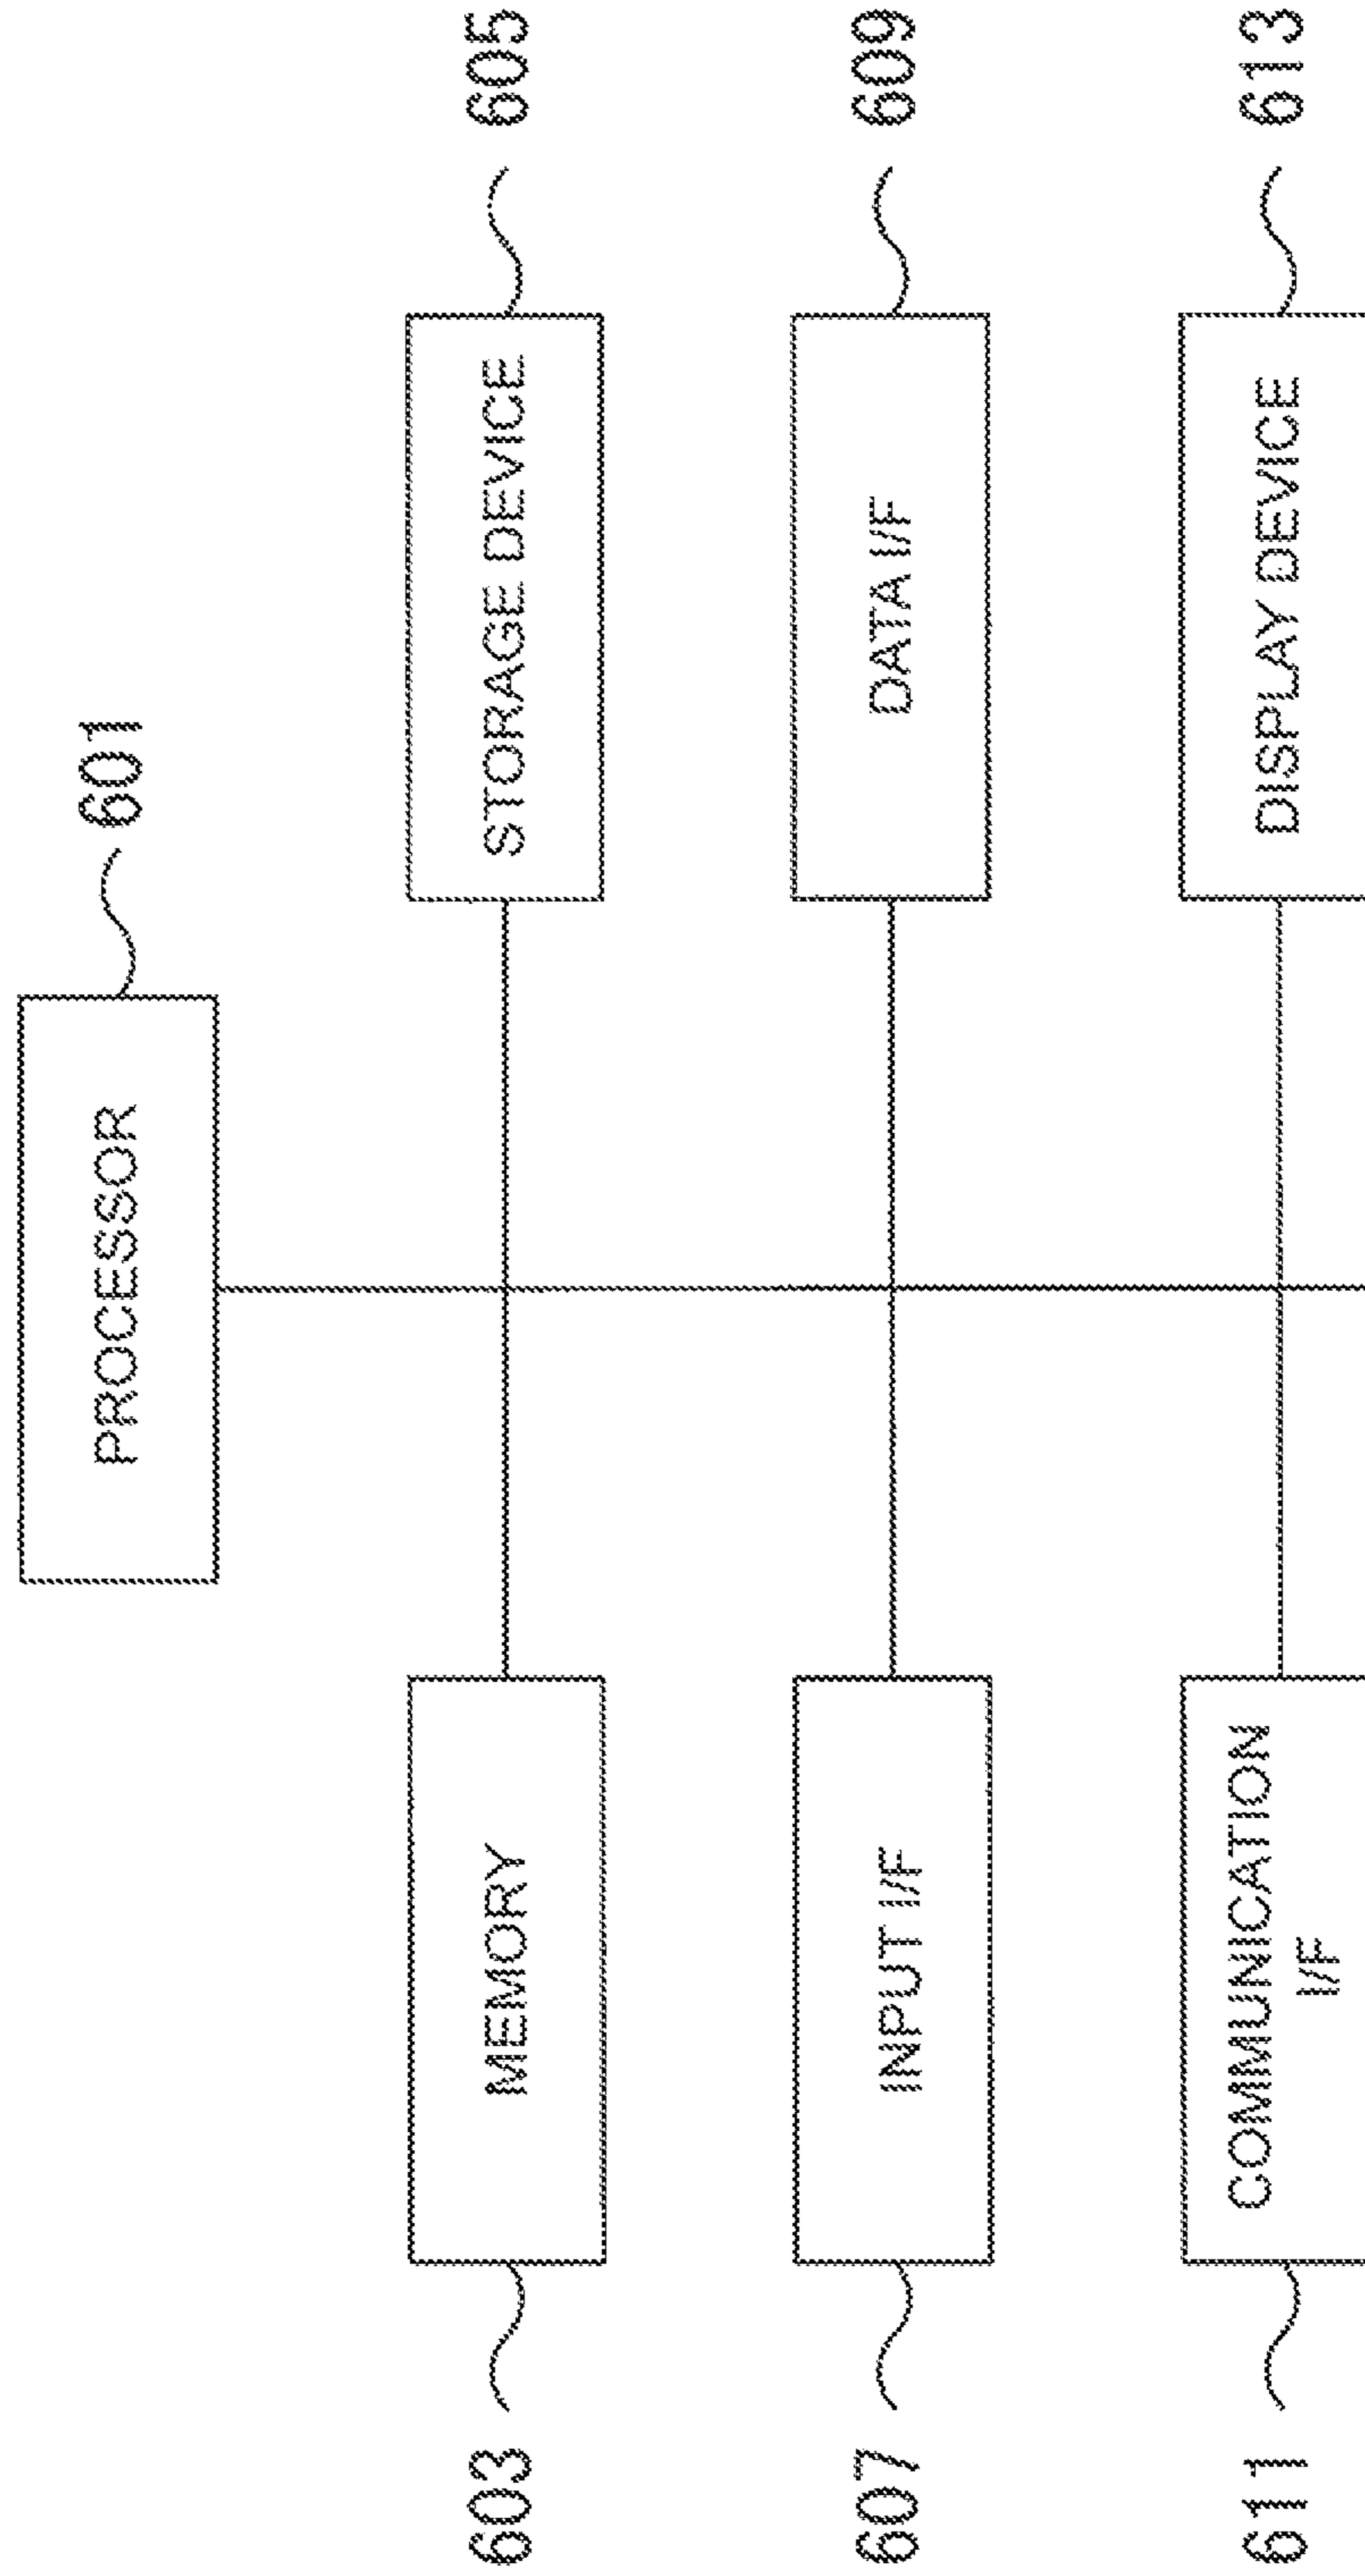 PROCESSOR
601
MEMORY
603
STORAGE DEVICE
605
INPUT I/F
607
DATA I/F
609
COMMUNICATION
I/F
611
DISPLAY DEVICE
613